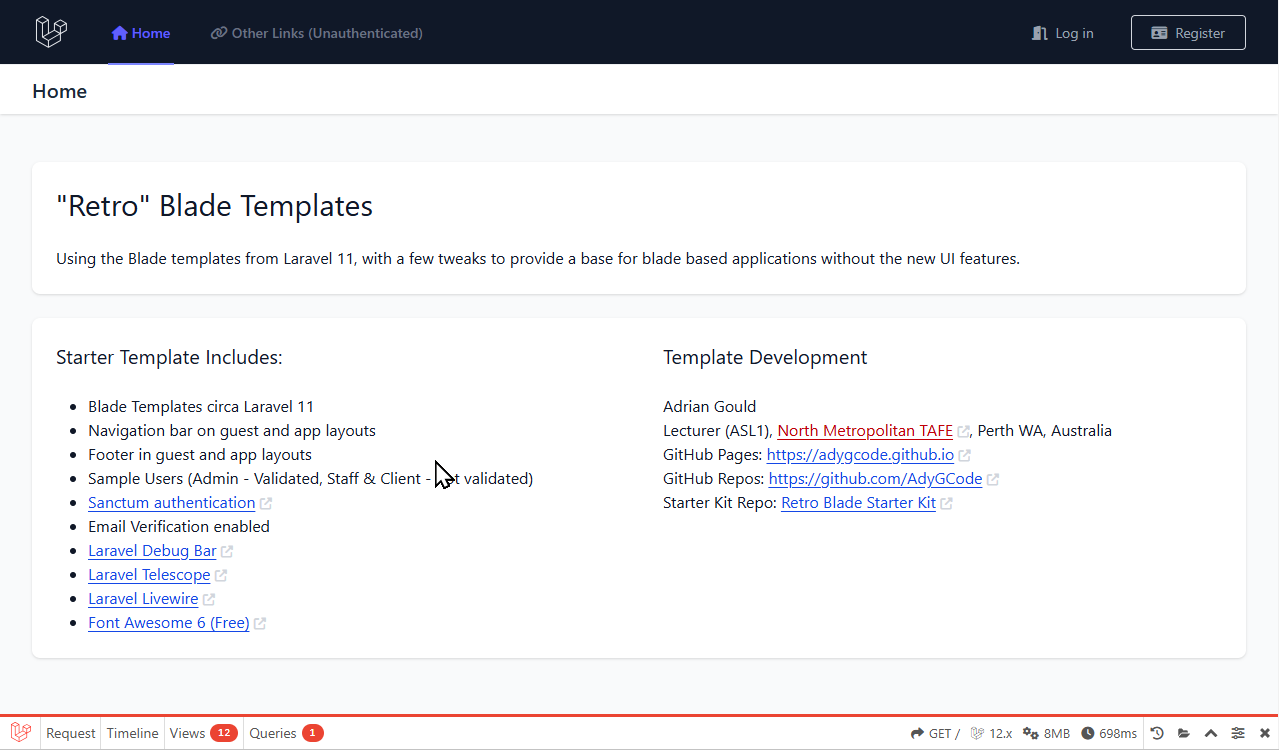 Home
Other Links (Unauthenticated)
Log in
Register
Home
"Retro" Blade Templates
Using the Blade templates from Laravel 11, with a few tweaks to provide a base for blade based applications without the new UI features.
Starter Template Includes:
Blade Templates circa Laravel 11
Navigation bar on guest and app layouts
Footer in guest and app layouts
Sample Users (Admin - Validated, Staff & Client - validated)
Sanctum authentication
Email Verification enabled
Laravel Debug Bar
Laravel Telescope
Laravel Livewire
Font Awesome 6 (Free)
Template Development
Adrian Gould
Lecturer (ASL1), North Metropolitan TAFE, Perth WA, Australia
GitHub Pages: https://adygcode.github.io
GitHub Repos: https://github.com/AdyGCode
Starter Kit Repo: Retro Blade Starter Kit
Request Timeline Views 12 Queries 1 GET / 12.x 8MB 698ms